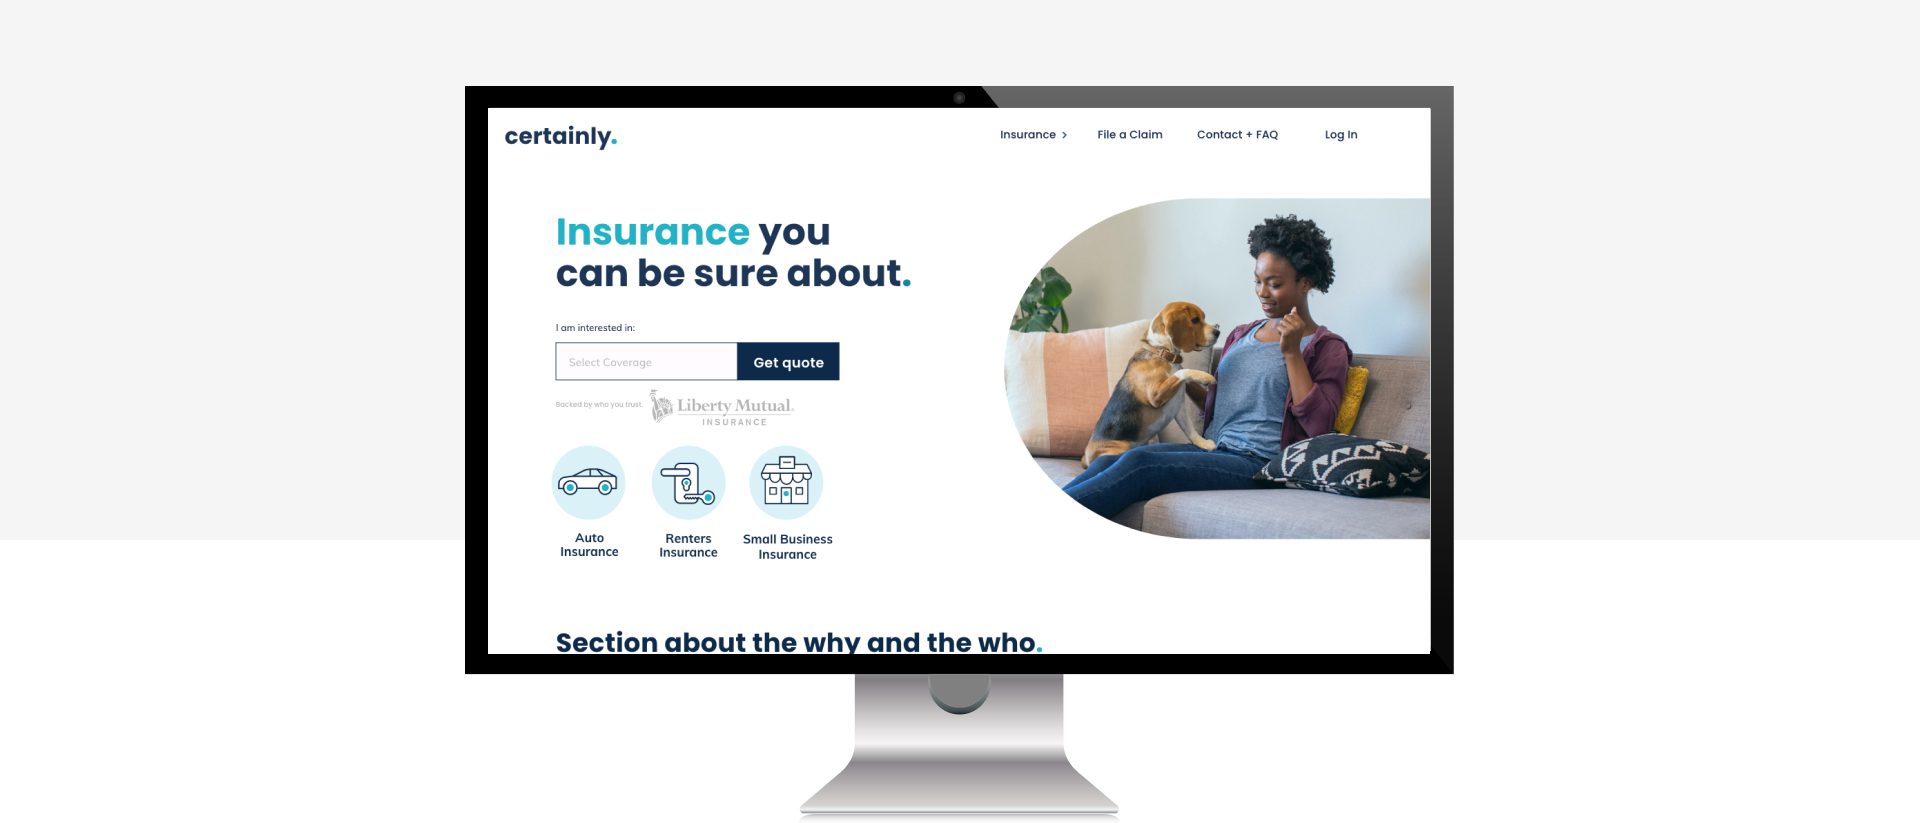 certainly.
Insurance >
File a Claim
Contact + FAQ
Log In
Insurance you
can be sure about.
I am interested in:
Select Coverage
Get quote
Backed by who you trust.
Liberty Mutual.
INSURANCE
Auto
Insurance
Renters
Insurance
Small Business
Insurance
Section about the why and the who.